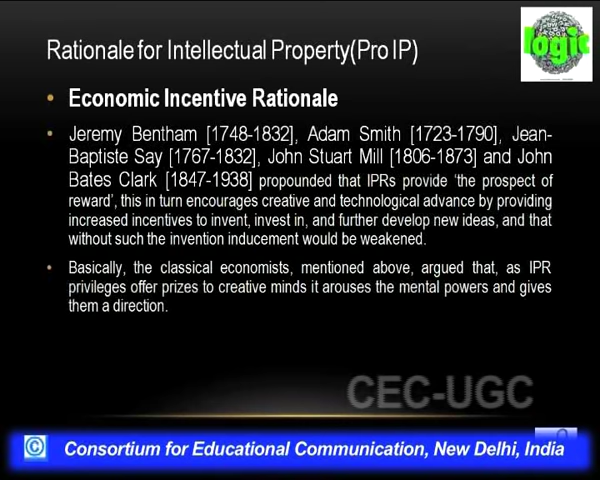 Rationale for Intellectual Property(Pro IP)
logic
• Economic Incentive Rationale
• Jeremy Bentham [1748-1832], Adam Smith [1723-1790], Jean-
Baptiste Say [1767-1832], John Stuart Mill [1806-1873] and John
Bates Clark [1847-1938] propounded that IPRs provide ‘the prospect of
reward’, this in turn encourages creative and technological advance by providing
increased incentives to invent, invest in, and further develop new ideas, and that
without such the invention inducement would be weakened.
• Basically, the classical economists, mentioned above, argued that, as IPR
privileges offer prizes to creative minds it arouses the mental powers and gives
them a direction.
CEC-UGC
© Consortium for Educational Communication, New Delhi, India